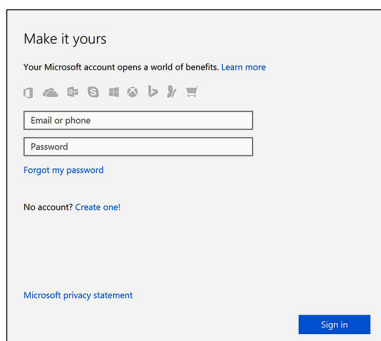 Make it yours
Your Microsoft account opens a world of benefits. Learn more
Email or phone
Password
Forgot my password
No account? Create one!
Microsoft privacy statement
Sign in